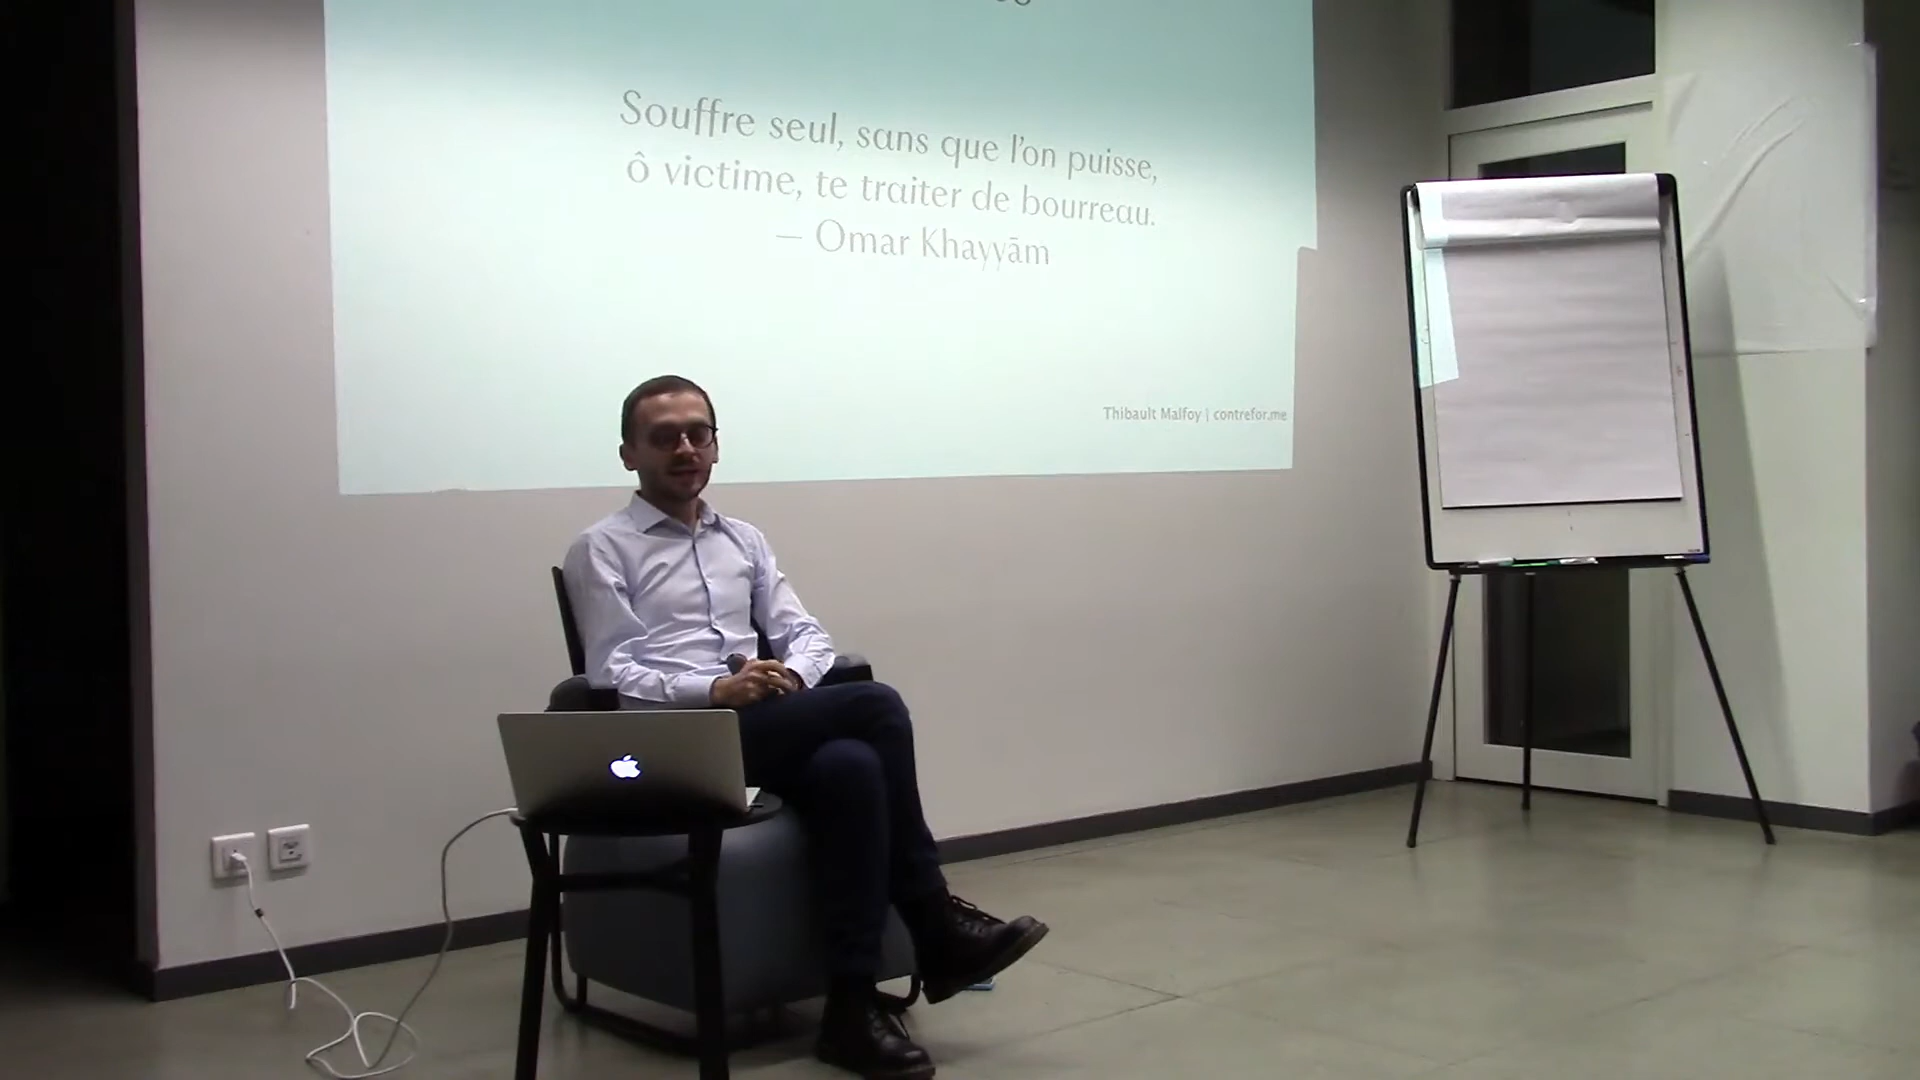 Souffre seul, sans que l'on puisse,
ô victime, te traiter de bourreau.
— Omar Khayyām
Thibault Malfoy | contrefor.me